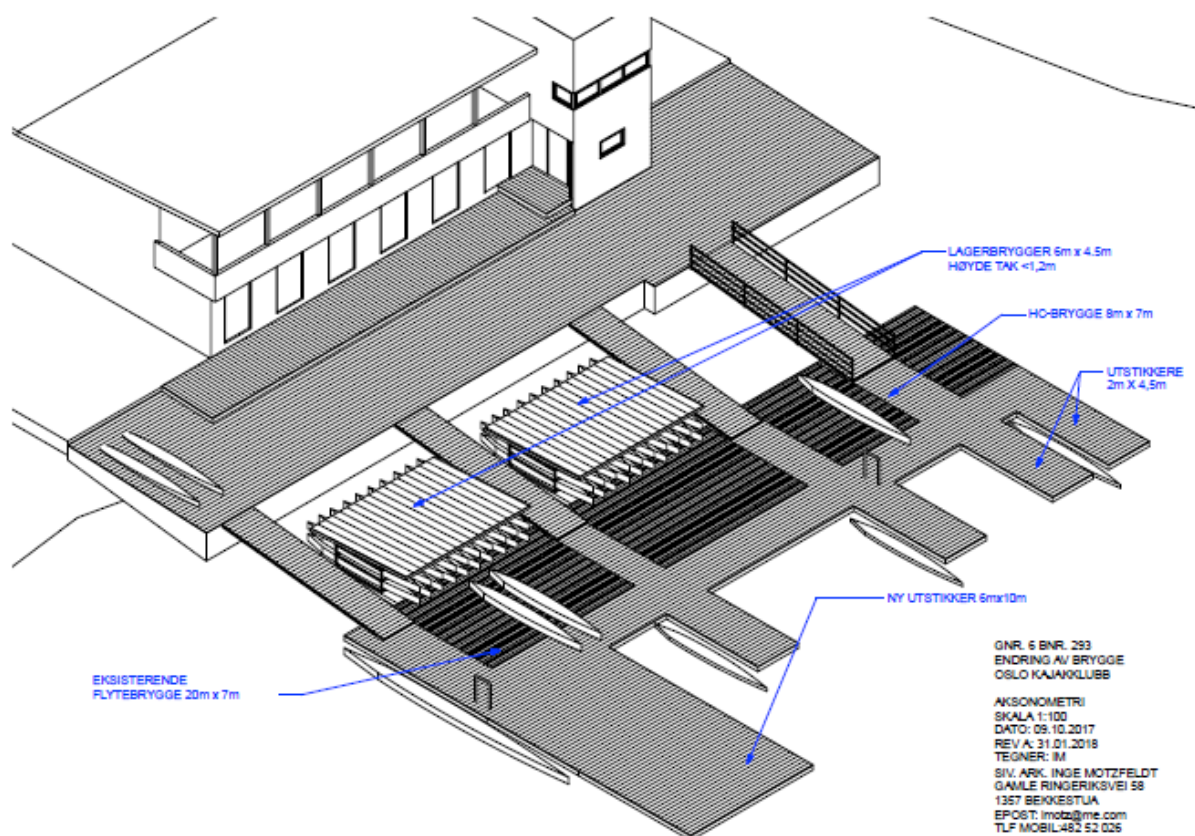 LAGERBRYGGER 6m x 4.5m
HØYDE TAK <1,2m
HC-BRYGGE 8m x 7m
UTSTIKKERE
2m X 4,5m
NY UTSTIKKER 6mx10m
EKSISTERENDE
FLYTEBRYGGE 20m x 7m
GNR. 6 BNR. 293
ENDRING AV BRYGGE
OSLO KAJAKKLUBB
AKSONOMETRI
SKALA 1:100
DATO: 09.10.2017
REV A: 31.01.2018
TEGNER: IM
SIV. ARK. INGE MOTZFELDT
GAMLE RINGERIKSVEI 58
1357 BEKKESTUA
EPOST: imotz@me.com
TLF MOBIL:482 52 026